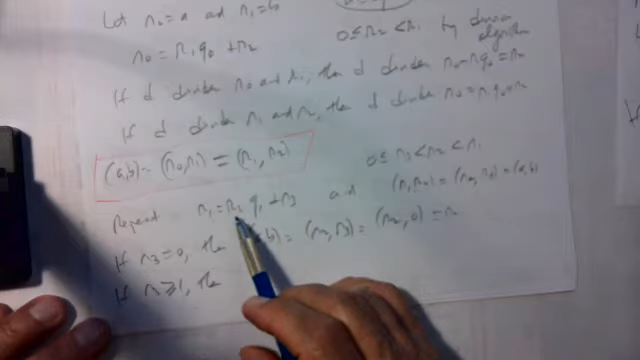 Let r₀=a and r₁=b
r₀ = r₁q₀ + r₂ 0≤r₂<r₁ by division
algorithm
If d divides r₀ and r₁, then d divides r₀-r₁q₀=r₂
If d divides r₁ and r₂, then d divides r₀=r₁q₀+r₂
(a,b) = (r₀,r₁) = (r₁,r₂)
0≤r₃<r₂<r₁
Repeat r₁=r₂q₁+r₃ and (r₁,r₂) = (r₂,r₃) = (a,b)
If r₃=0, then b) = (r₂,r₃) = (r₂,0) = r₂
If r₃≥1, the